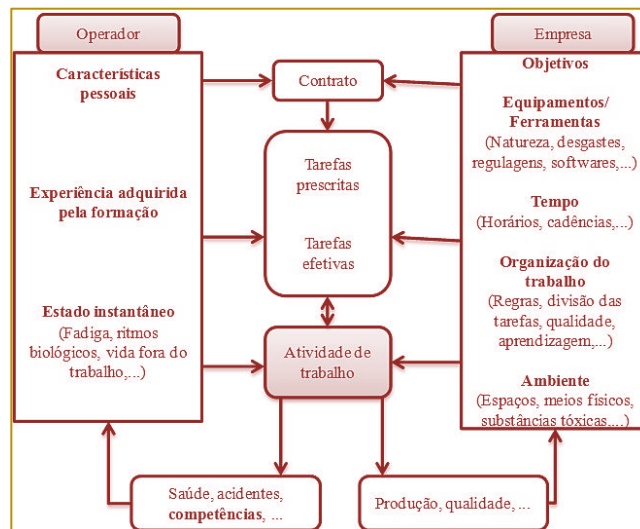 Operador
Características
pessoais
Experiência adquirida
pela formação
Estado instantâneo
(Fadiga, ritmos
biológicos, vida fora do
trabalho,...)
Contrato
Tarefas
prescritas
Tarefas
efetivas
Atividade de
trabalho
Empresa
Objetivos
Equipamentos/
Ferramentas
(Natureza, desgastes,
regulagens, softwares,...)
Tempo
(Horários, cadências,...)
Organização do
trabalho
(Regras, divisão das
tarefas, qualidade,
aprendizagem,...)
Ambiente
(Espaços, meios físicos,
substâncias tóxicas....)
Saúde, acidentes,
competências, ...
Produção, qualidade, ...